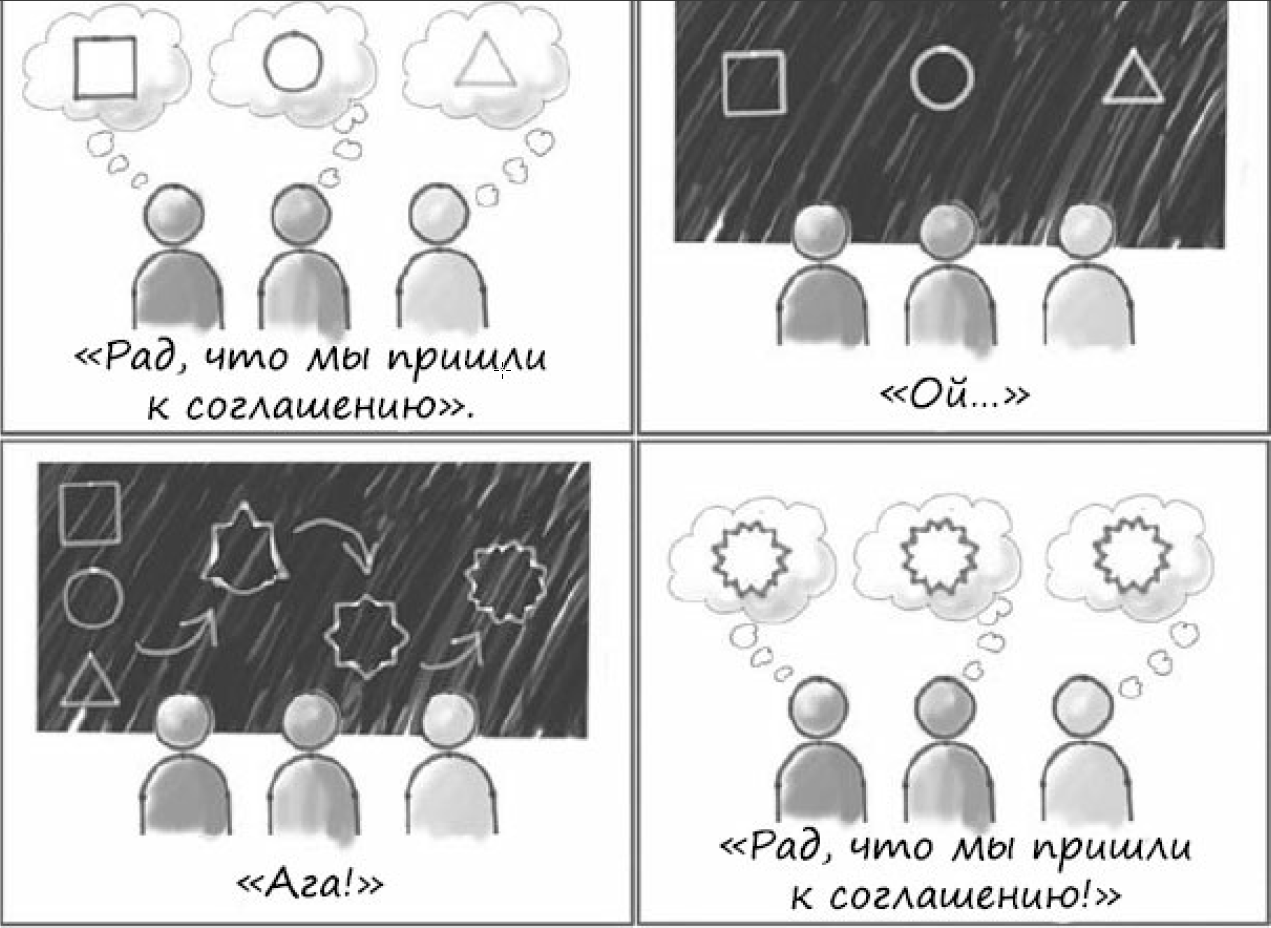 «Рад, что мы пришли
к соглашению».
«Ой...»
«Ага!»
«Рад, что мы пришли
к соглашению!»